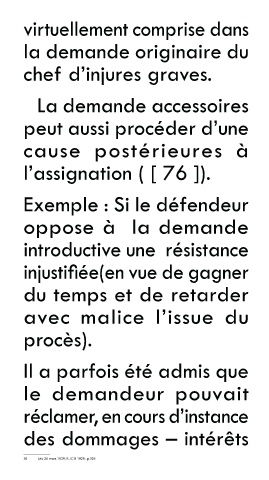 virtuellement comprise dans
la demande originaire du
chef d'injures graves.
La demande accessoires
peut aussi procéder d'une
cause postérieures à
l'assignation ( [ 76 ]).
Exemple : Si le défendeur
oppose à la demande
introductive une résistance
injustifiée(en vue de gagner
du temps et de retarder
avec malice l'issue du
procès).
Il a parfois été admis que
le demandeur pouvait
réclamer, en cours d'instance
des dommages – intérêts